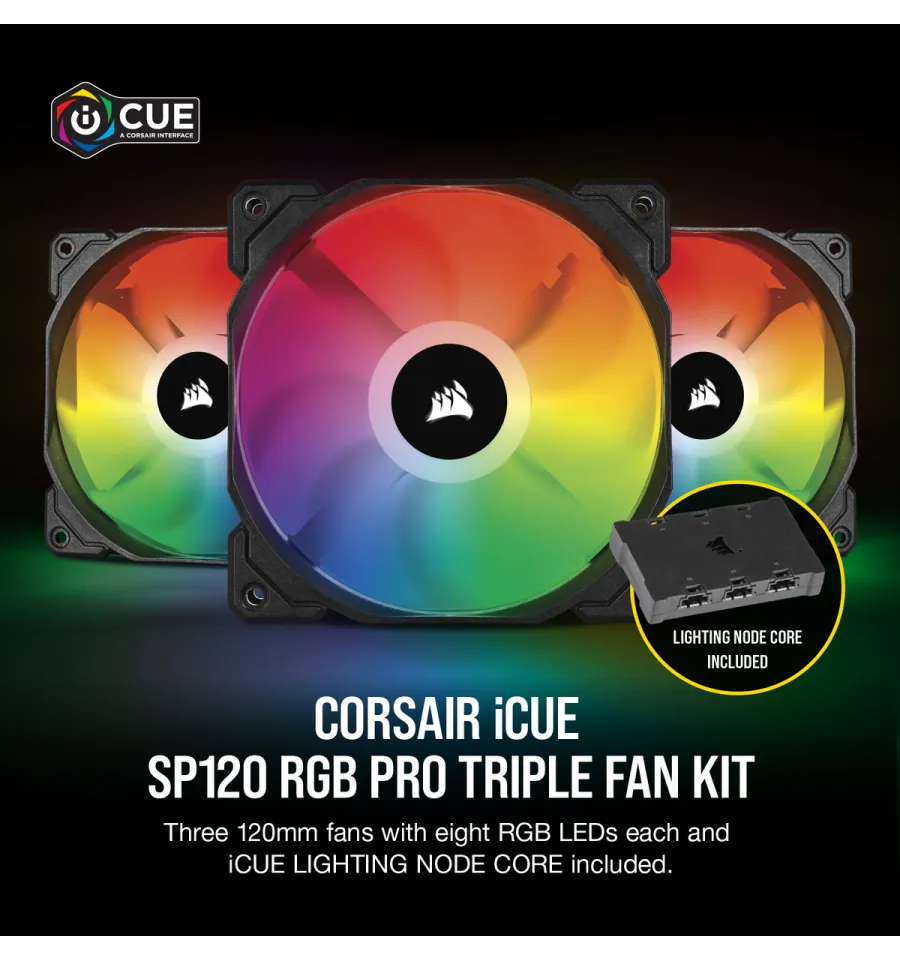 iCUE
A CORSAIR INTERFACE
LIGHTING NODE CORE
INCLUDED
CORSAIR iCUE
SP120 RGB PRO TRIPLE FAN KIT
Three 120mm fans with eight RGB LEDs each and
iCUE LIGHTING NODE CORE included.